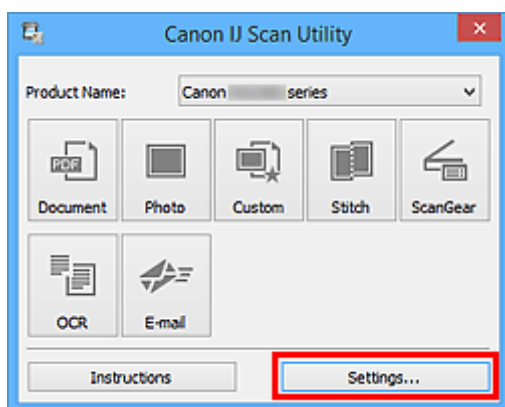 Canon IJ Scan Utility
Product Name: Canon series
PDF
Document Photo Custom Stitch ScanGear
OCR E-mail
Instructions Settings...